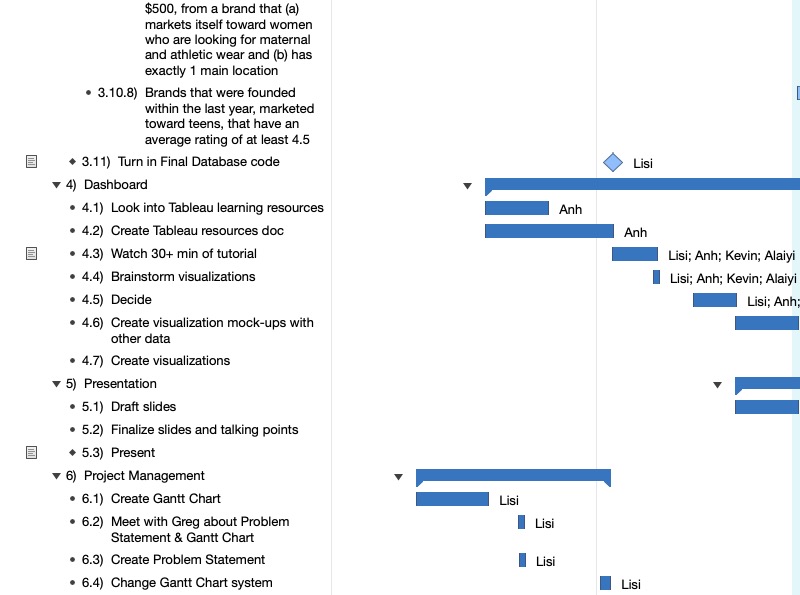 $500, from a brand that (a)
markets itself toward women
who are looking for maternal
and athletic wear and (b) has
exactly 1 main location
3.10.8) Brands that were founded
within the last year, marketed
toward teens, that have an
average rating of at least 4.5
3.11) Turn in Final Database code Lisi
4) Dashboard
4.1) Look into Tableau learning resources Anh
4.2) Create Tableau resources doc Anh
4.3) Watch 30+ min of tutorial Lisi; Anh; Kevin; Alaiyi
4.4) Brainstorm visualizations Lisi; Anh; Kevin; Alaiyi
4.5) Decide Lisi; Anh;
4.6) Create visualization mock-ups with
other data
4.7) Create visualizations
5) Presentation
5.1) Draft slides
5.2) Finalize slides and talking points
5.3) Present
6) Project Management
6.1) Create Gantt Chart Lisi
6.2) Meet with Greg about Problem Lisi
Statement & Gantt Chart
6.3) Create Problem Statement Lisi
6.4) Change Gantt Chart system Lisi